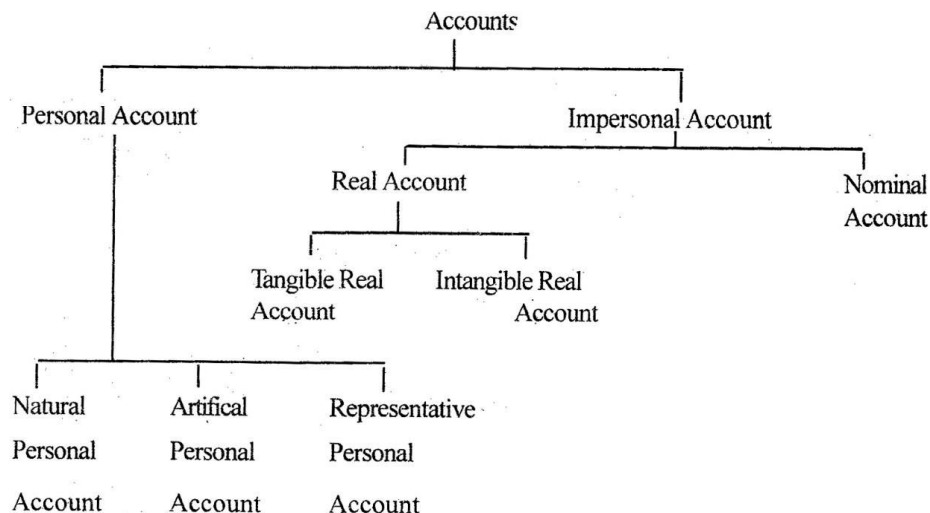 Accounts
Personal Account
Impersonal Account
Real Account
Nominal
Account
Tangible Real
Account
Intangible Real
Account
Natural
Personal
Account
Artifical
Personal
Account
Representative
Personal
Account